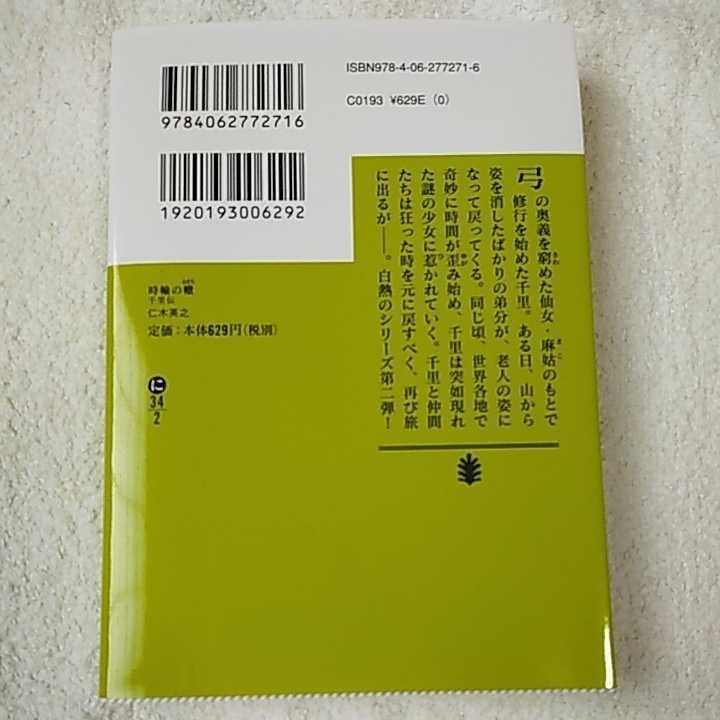 ISBN978-4-06-277271-6
C0193 ¥629E (0)
9784062772716
1920193006292
弓の奥義を窮めた仙女・麻姑のもとで
修行を始めた千里。ある日、山から
姿を消したばかりの弟分が、老人の姿に
なって戻ってくる。同じ頃、世界各地で
奇妙に時間が歪み始め、千里は突如現れ
た謎の少女に惹かれていく。千里と仲間
たちは狂った時を元に戻すべく、再び旅
に出るが――。白熱のシリーズ第二弾！
時輪の轍
千里伝
仁木英之
定価：本体629円（税別）
に
34
2